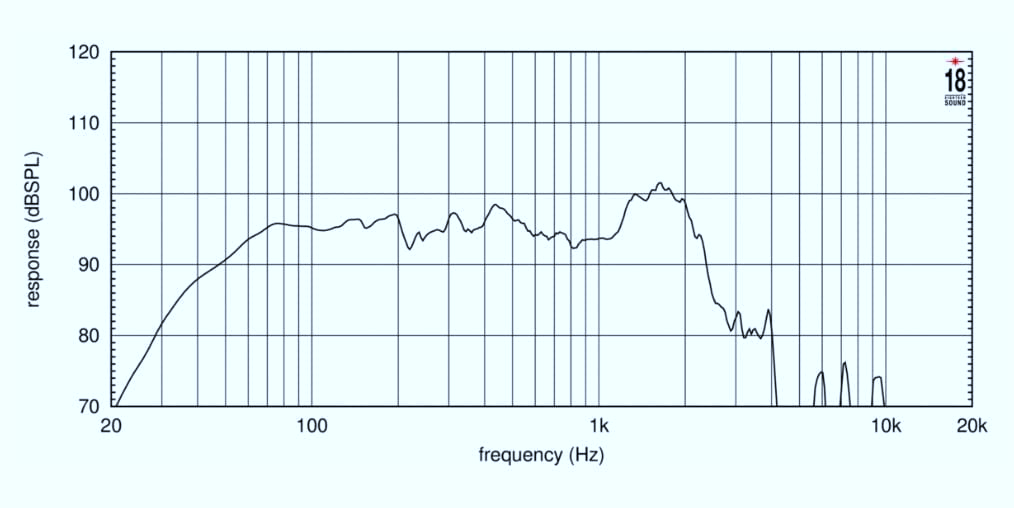 120
110
100
90
80
70
response (dBSPL)
18
EIGHTEEN
SOUND
20
100
1k
10k
20k
frequency (Hz)